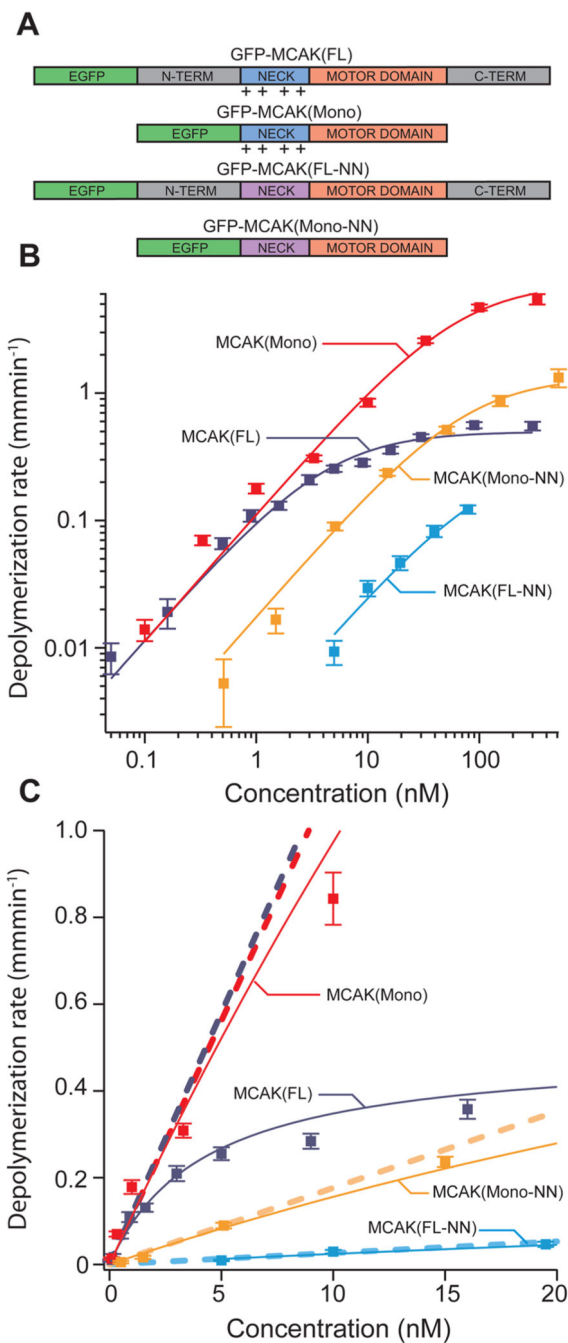 A
GFP-MCAK(FL)
EGFP N-TERM NECK MOTOR DOMAIN C-TERM
+ + + +
GFP-MCAK(Mono)
EGFP NECK MOTOR DOMAIN
+ + + +
GFP-MCAK(FL-NN)
EGFP N-TERM NECK MOTOR DOMAIN C-TERM
GFP-MCAK(Mono-NN)
EGFP NECK MOTOR DOMAIN
B
Depolymerization rate (mmmin-1)
1
0.1
0.01
MCAK(Mono)
MCAK(FL)
MCAK(Mono-NN)
MCAK(FL-NN)
0.1 1 10 100
Concentration (nM)
C
Depolymerization rate (mmmin-1)
1.0
0.8
0.6
0.4
0.2
0
MCAK(Mono)
MCAK(FL)
MCAK(Mono-NN)
MCAK(FL-NN)
0 5 10 15 20
Concentration (nM)